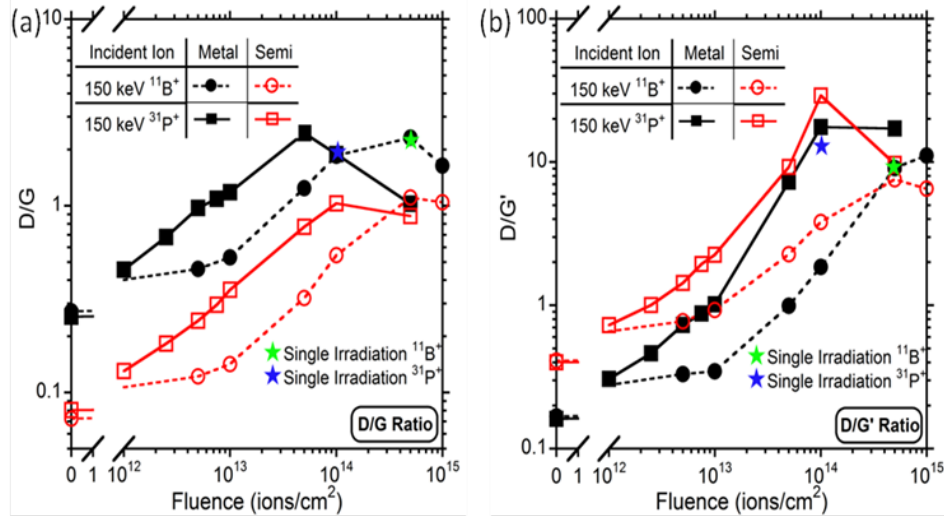 (a)
10
1
0.1
D/G
Incident Ion Metal Semi
150 keV ¹¹B⁺
150 keV ³¹P⁺
Single Irradiation ¹¹B⁺
Single Irradiation ³¹P⁺
D/G Ratio
0 1 10¹² 10¹³ 10¹⁴ 10¹⁵
Fluence (ions/cm²)
(b)
100
10
1
0.1
D/G'
Incident Ion Metal Semi
150 keV ¹¹B⁺
150 keV ³¹P⁺
Single Irradiation ¹¹B⁺
Single Irradiation ³¹P⁺
D/G' Ratio
0 1 10¹² 10¹³ 10¹⁴ 10¹⁵
Fluence (ions/cm²)